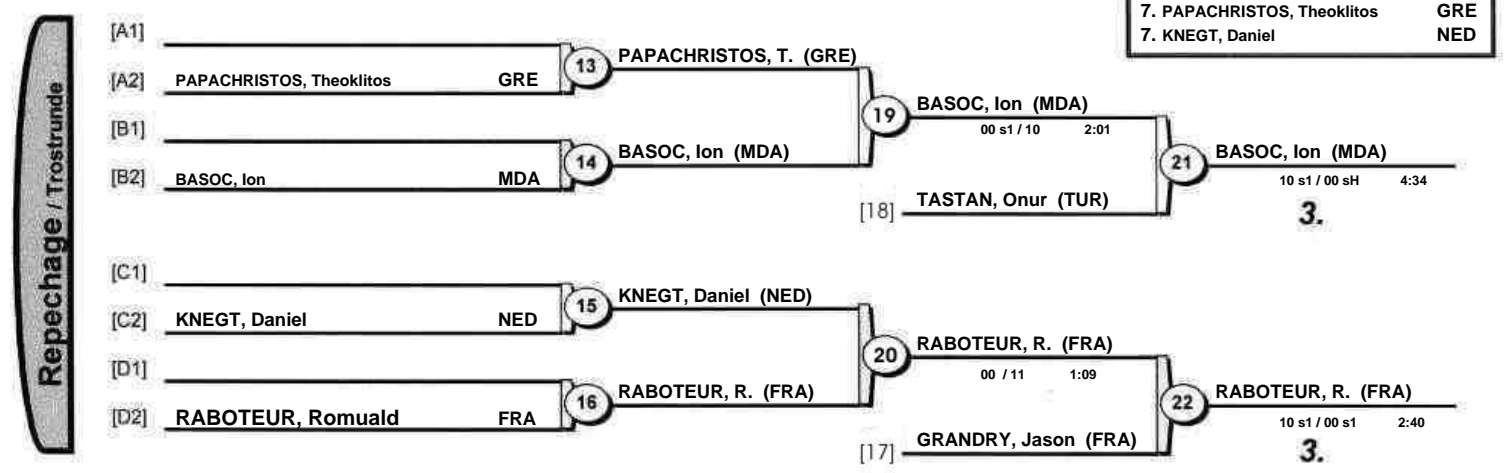 7. PAPACHRISTOS, Theoklitos GRE
7. KNEGT, Daniel NED
Repechage / Trostrunde
[A1]
[A2] PAPACHRISTOS, Theoklitos GRE
13 PAPACHRISTOS, T. (GRE)
[B1]
[B2] BASOC, Ion MDA
14 BASOC, Ion (MDA)
19 BASOC, Ion (MDA)
00 s1 / 10 2:01
[18] TASTAN, Onur (TUR)
21 BASOC, Ion (MDA)
10 s1 / 00 sH 4:34
3.
[C1]
[C2] KNEGT, Daniel NED
15 KNEGT, Daniel (NED)
[D1]
[D2] RABOTEUR, Romuald FRA
16 RABOTEUR, R. (FRA)
20 RABOTEUR, R. (FRA)
00 / 11 1:09
[17] GRANDRY, Jason (FRA)
22 RABOTEUR, R. (FRA)
10 s1 / 00 s1 2:40
3.